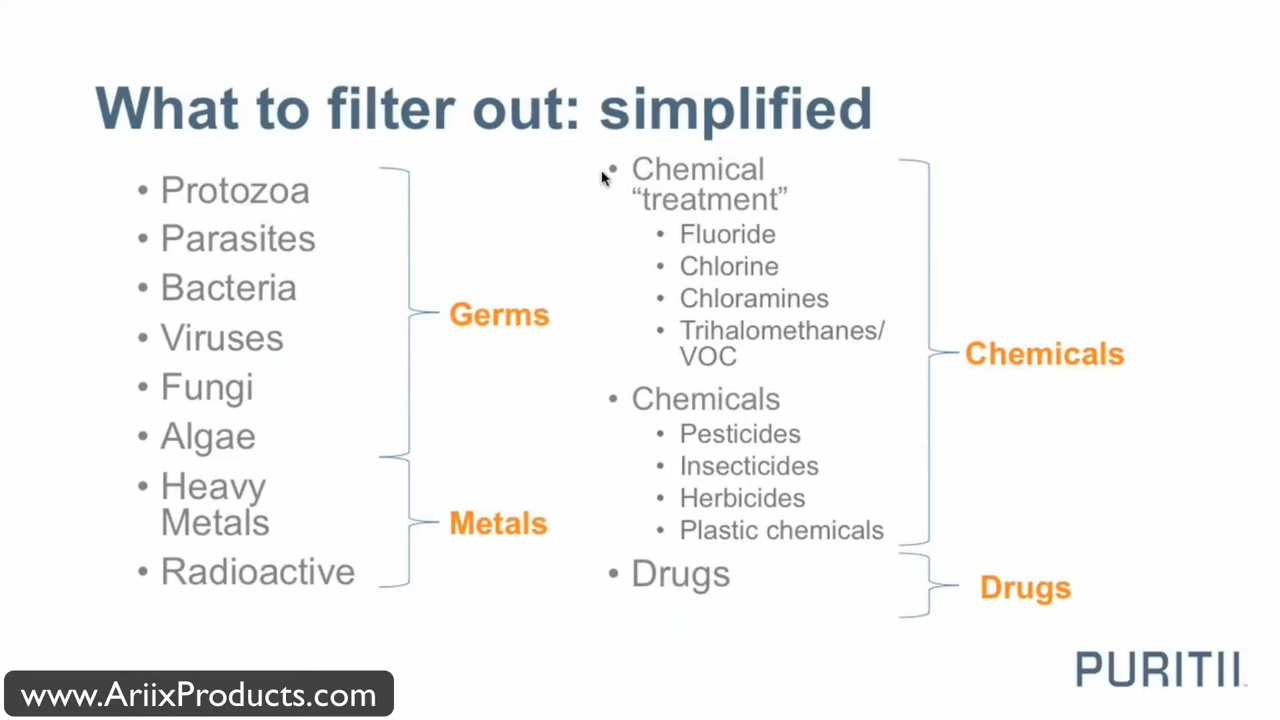 What to filter out: simplified
• Protozoa
• Parasites
• Bacteria
• Viruses
• Fungi
• Algae
Germs
• Heavy
Metals
• Radioactive
Metals
• Chemical
“treatment”
• Fluoride
• Chlorine
• Chloramines
• Trihalomethanes/
VOC
• Chemicals
• Pesticides
• Insecticides
• Herbicides
• Plastic chemicals
Chemicals
• Drugs
Drugs
PURITII
www.AriixProducts.com